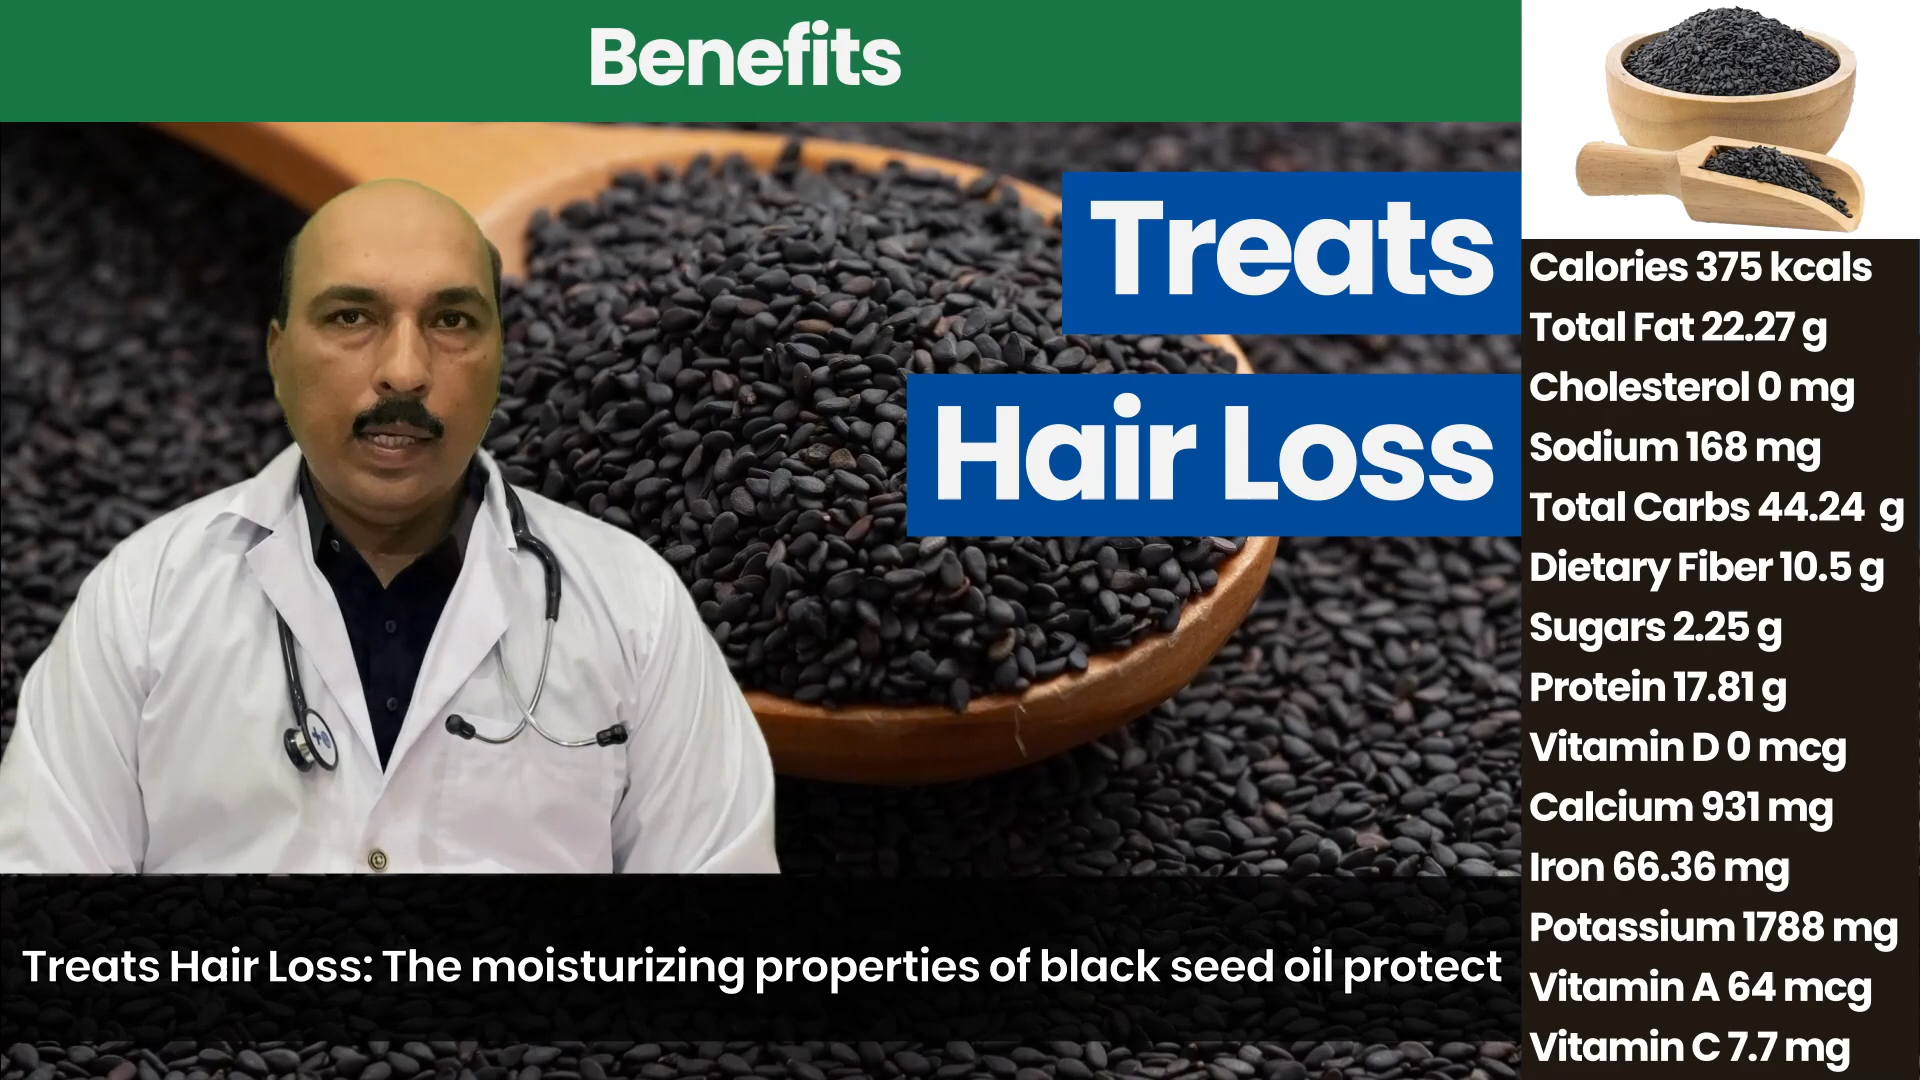 Benefits
Treats
Hair Loss
Treats Hair Loss: The moisturizing properties of black seed oil protect
Calories 375 kcals
Total Fat 22.27 g
Cholesterol 0 mg
Sodium 168 mg
Total Carbs 44.24 g
Dietary Fiber 10.5 g
Sugars 2.25 g
Protein 17.81 g
Vitamin D 0 mcg
Calcium 931 mg
Iron 66.36 mg
Potassium 1788 mg
Vitamin A 64 mcg
Vitamin C 7.7 mg